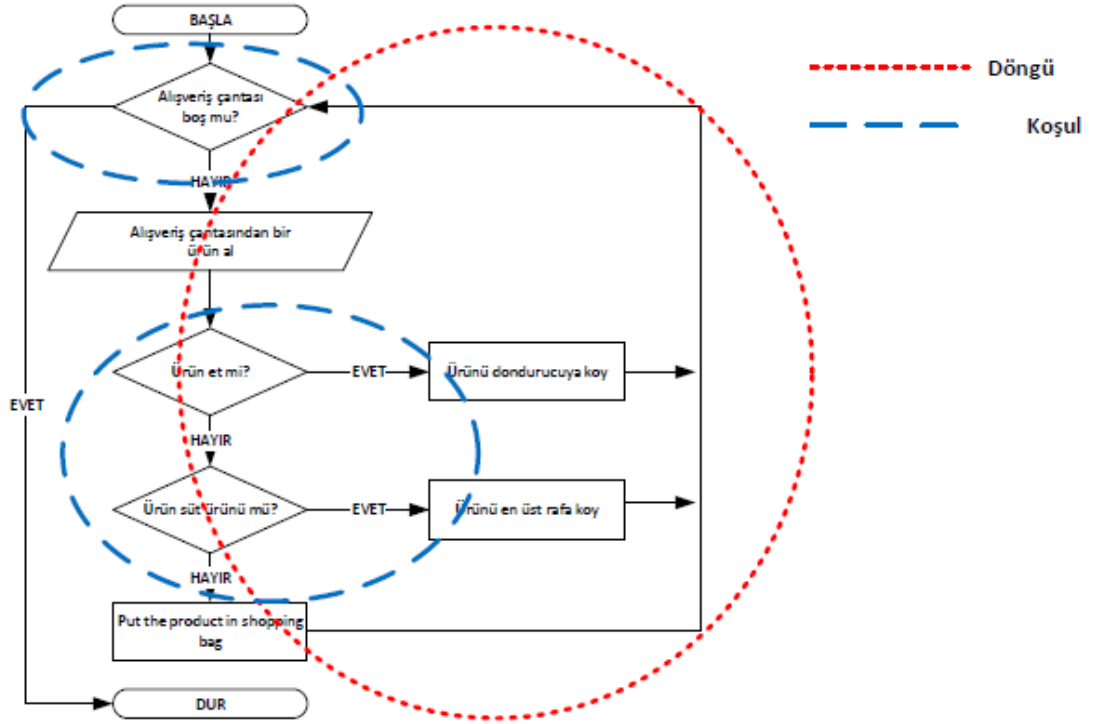 BAŞLA
Alışveriş çantası
boş mu?
HAYIR
Alışveriş çantasından bir
ürün al
Ürün et mi?
EVET
Ürünü dondurucuya koy
EVET
HAYIR
Ürün süt ürünü mü?
EVET
Ürünü en üst rafa koy
HAYIR
Put the product in shopping
bag
DUR
Döngü
Koşul